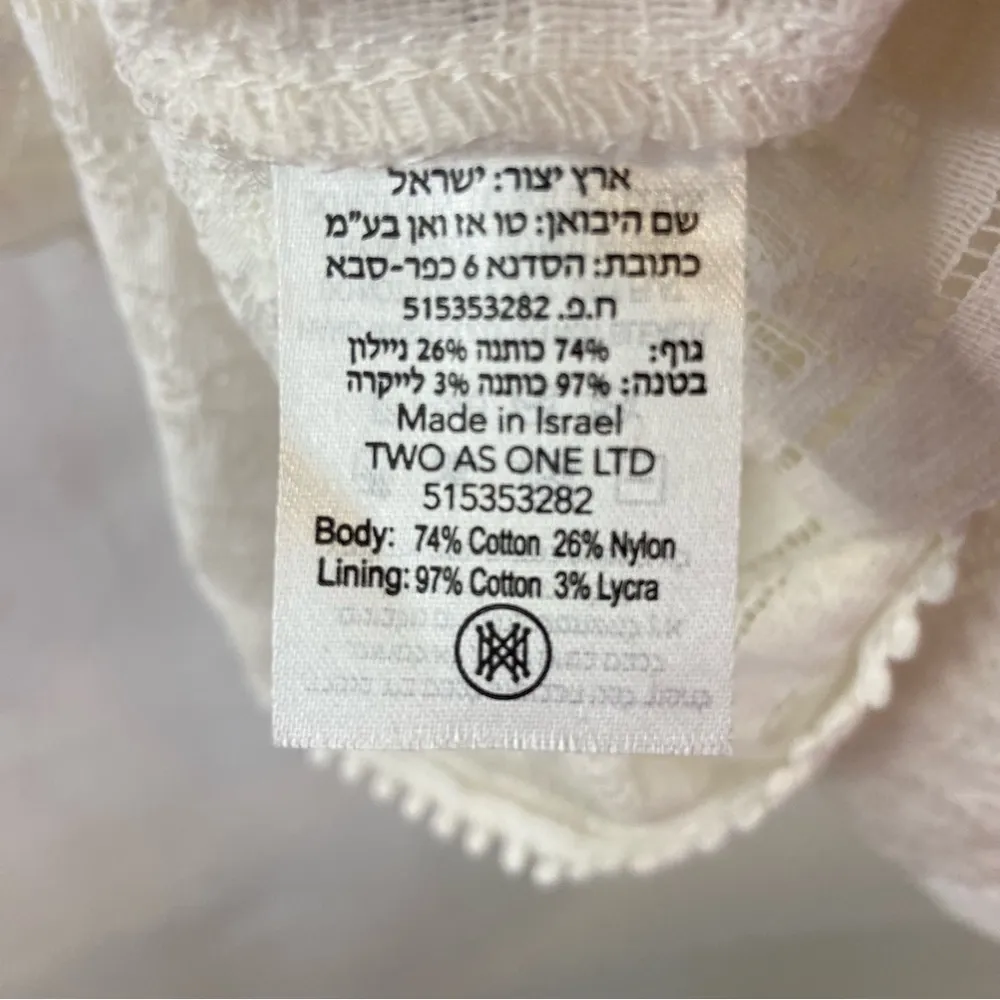 ארץ יצור: ישראל
שם היבואן: טו אז ואן בע"מ
כתובת: הסדנא 6 כפר-סבא
ח.פ. 515353282
גוף: 74% כותנה 26% ניילון
בטנה: 97% כותנה 3% לייקרה
Made in Israel
TWO AS ONE LTD
515353282
Body: 74% Cotton 26% Nylon
Lining: 97% Cotton 3% Lycra